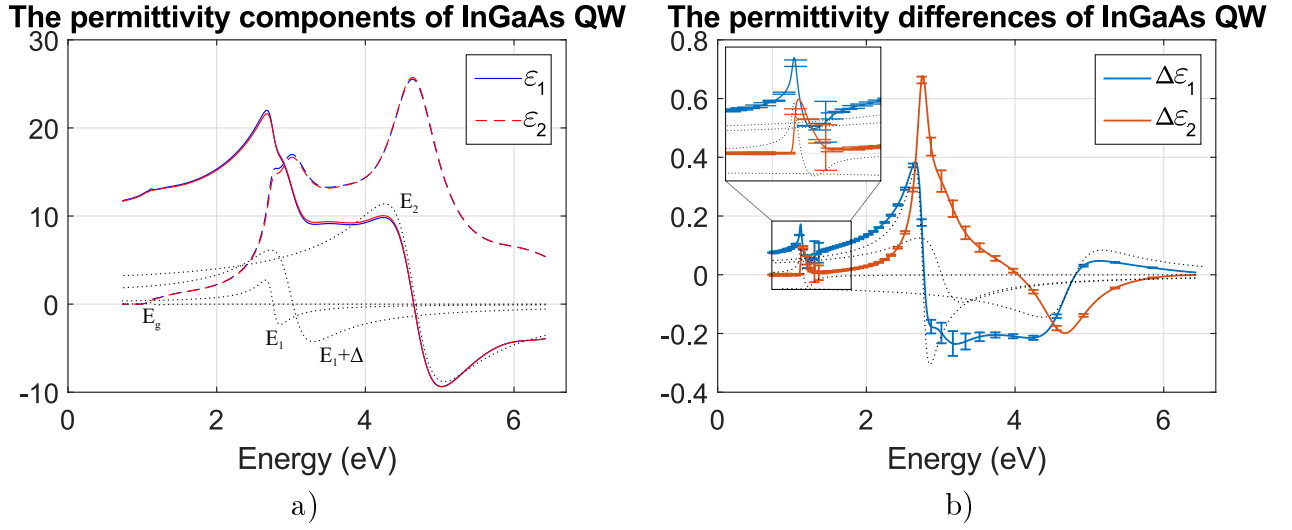 The permittivity components of InGaAs QW
30
20
10
0
-10
0
2
4
6
Energy (eV)
ε1
ε2
E2
Eg
E1
E1+Δ
a)
The permittivity differences of InGaAs QW
0.8
0.6
0.4
0.2
0
-0.2
-0.4
0
2
4
6
Energy (eV)
Δε1
Δε2
b)